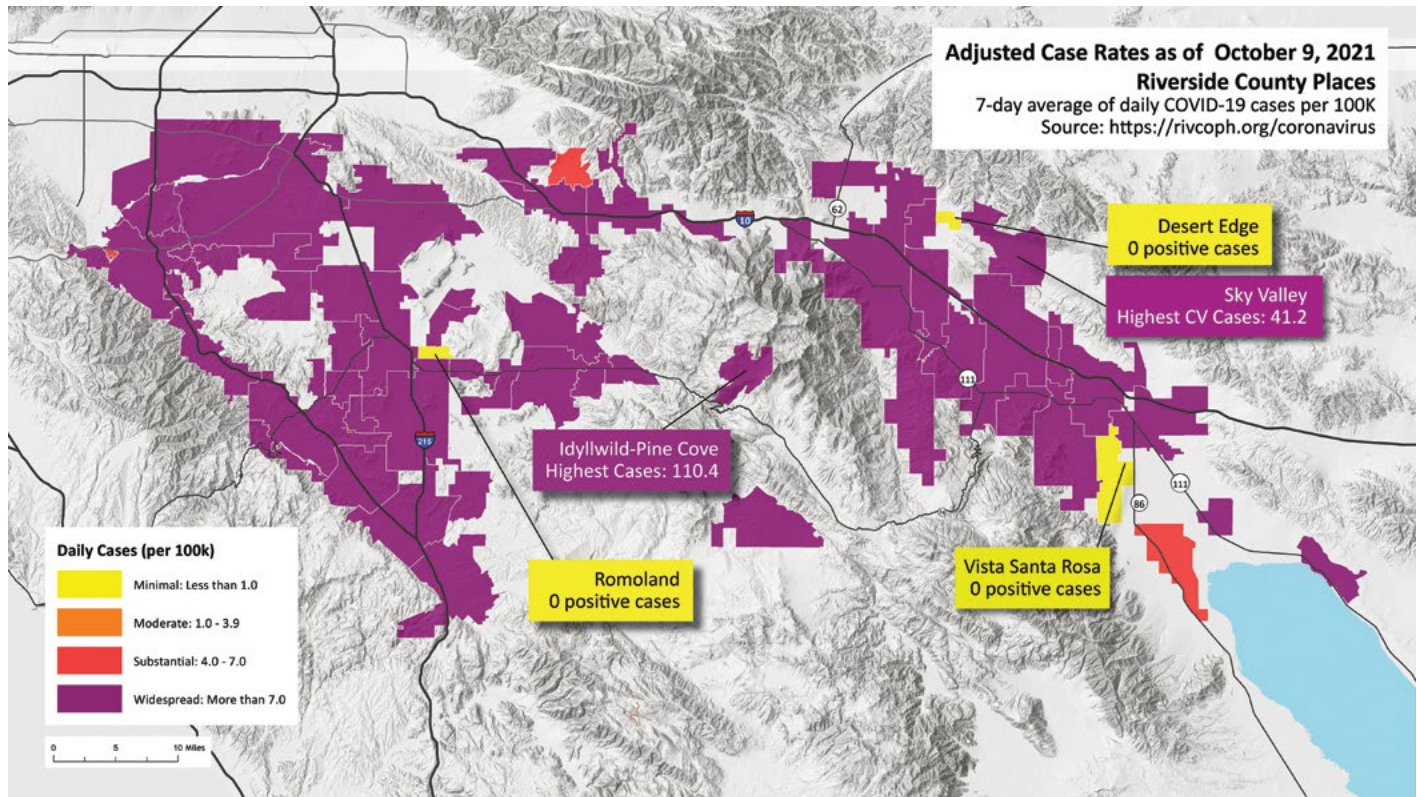 Adjusted Case Rates as of October 9, 2021
Riverside County Places
7-day average of daily COVID-19 cases per 100K
Source: https://rivcoph.org/coronavirus
62
10
Desert Edge
0 positive cases
Sky Valley
Highest CV Cases: 41.2
111
215
Idyllwild-Pine Cove
Highest Cases: 110.4
111
86
Romoland
0 positive cases
Vista Santa Rosa
0 positive cases
Daily Cases (per 100k)
Minimal: Less than 1.0
Moderate: 1.0 - 3.9
Substantial: 4.0 - 7.0
Widespread: More than 7.0
0 5 10 Miles